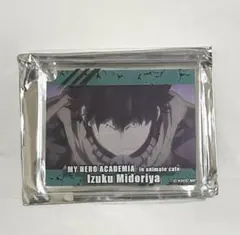 MY HERO ACADEMIA in animate cafe
Izuku Midoriya